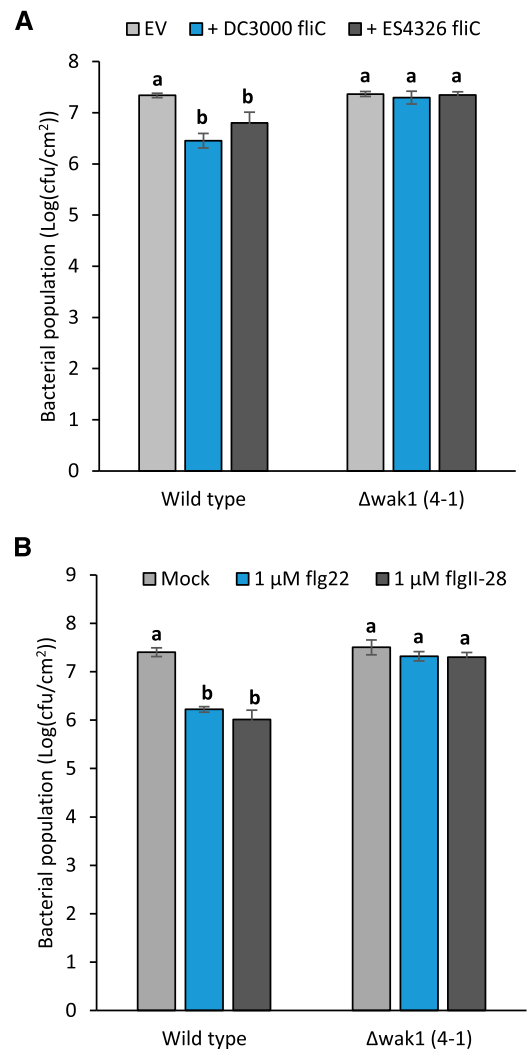 A
EV + DC3000 fliC + ES4326 fliC
Bacterial population (Log(cfu/cm²))
8
7
6
5
4
3
2
1
0
a
b
b
a
a
a
Wild type Δwak1 (4-1)
B
Mock 1 µM flg22 1 µM flgII-28
Bacterial population (Log(cfu/cm²))
9
8
7
6
5
4
3
2
1
0
a
b
b
a
a
a
Wild type Δwak1 (4-1)